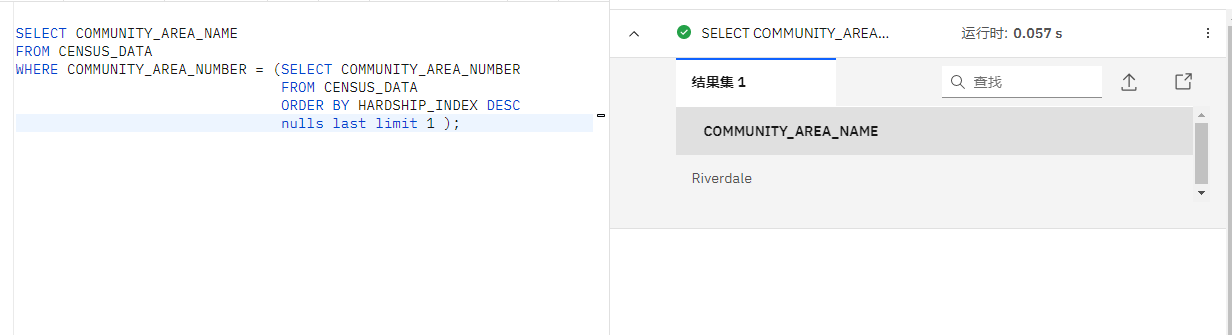 SELECT COMMUNITY_AREA_NAME
FROM CENSUS_DATA
WHERE COMMUNITY_AREA_NUMBER = (SELECT COMMUNITY_AREA_NUMBER
FROM CENSUS_DATA
ORDER BY HARDSHIP_INDEX DESC
nulls last limit 1 );
SELECT COMMUNITY_AREA... 运行时: 0.057 s
结果集 1 查找
COMMUNITY_AREA_NAME
Riverdale